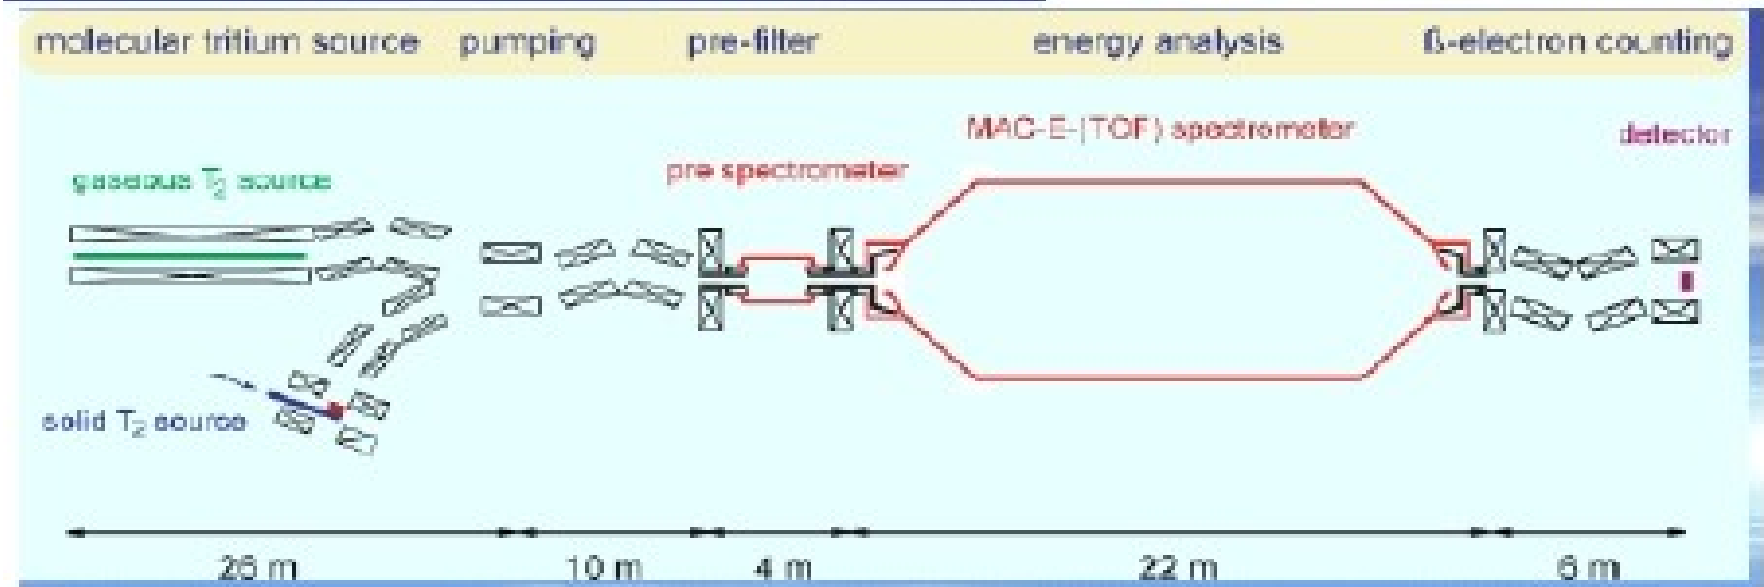 molecular tritium source pumping pre-filter energy analysis ß-electron counting
MAC-E-(TOF) spectrometer detector
pre spectrometer
gaseous T₂ source
solid T₂ source
10 m 4 m 22 m 6 m